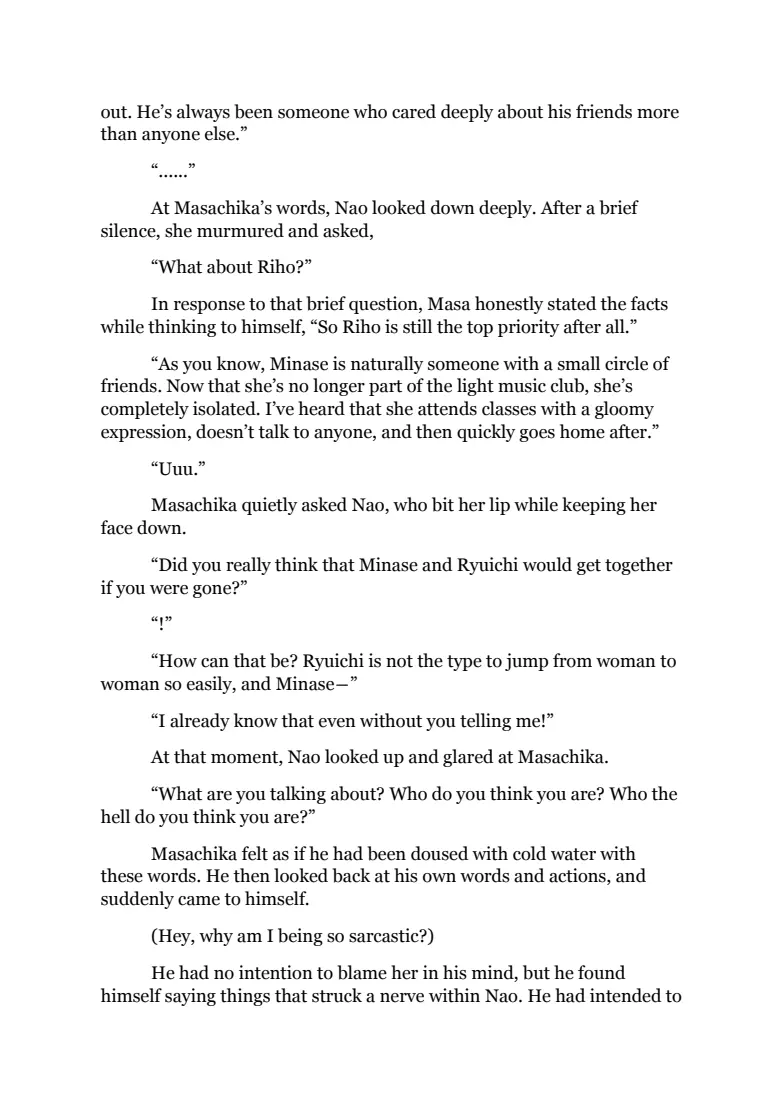 out. He’s always been someone who cared deeply about his friends more
than anyone else.”
“......”
At Masachika’s words, Nao looked down deeply. After a brief
silence, she murmured and asked,
“What about Riho?”
In response to that brief question, Masa honestly stated the facts
while thinking to himself, “So Riho is still the top priority after all.”
“As you know, Minase is naturally someone with a small circle of
friends. Now that she’s no longer part of the light music club, she’s
completely isolated. I’ve heard that she attends classes with a gloomy
expression, doesn’t talk to anyone, and then quickly goes home after.”
“Uuu.”
Masachika quietly asked Nao, who bit her lip while keeping her
face down.
“Did you really think that Minase and Ryuichi would get together
if you were gone?”
“!”
“How can that be? Ryuichi is not the type to jump from woman to
woman so easily, and Minase―”
“I already know that even without you telling me!”
At that moment, Nao looked up and glared at Masachika.
“What are you talking about? Who do you think you are? Who the
hell do you think you are?”
Masachika felt as if he had been doused with cold water with
these words. He then looked back at his own words and actions, and
suddenly came to himself.
(Hey, why am I being so sarcastic?)
He had no intention to blame her in his mind, but he found
himself saying things that struck a nerve within Nao. He had intended to